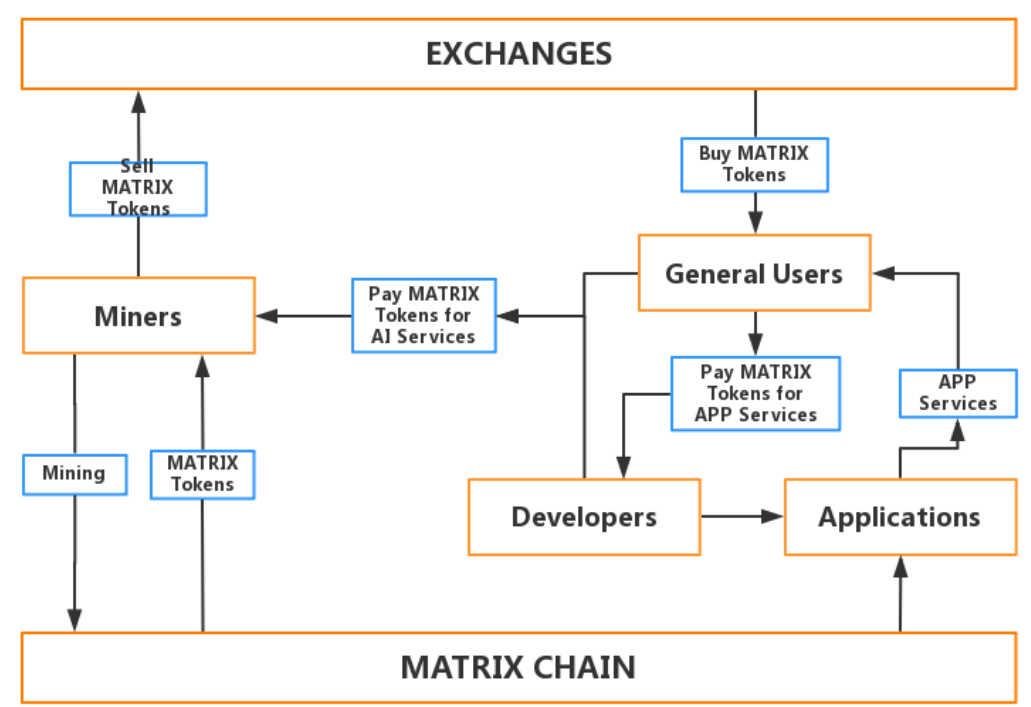 EXCHANGES
Sell
MATRIX
Tokens
Buy MATRIX
Tokens
General Users
Miners
Pay MATRIX
Tokens for
AI Services
Pay MATRIX
Tokens for
APP Services
APP
Services
Mining
MATRIX
Tokens
Developers
Applications
MATRIX CHAIN